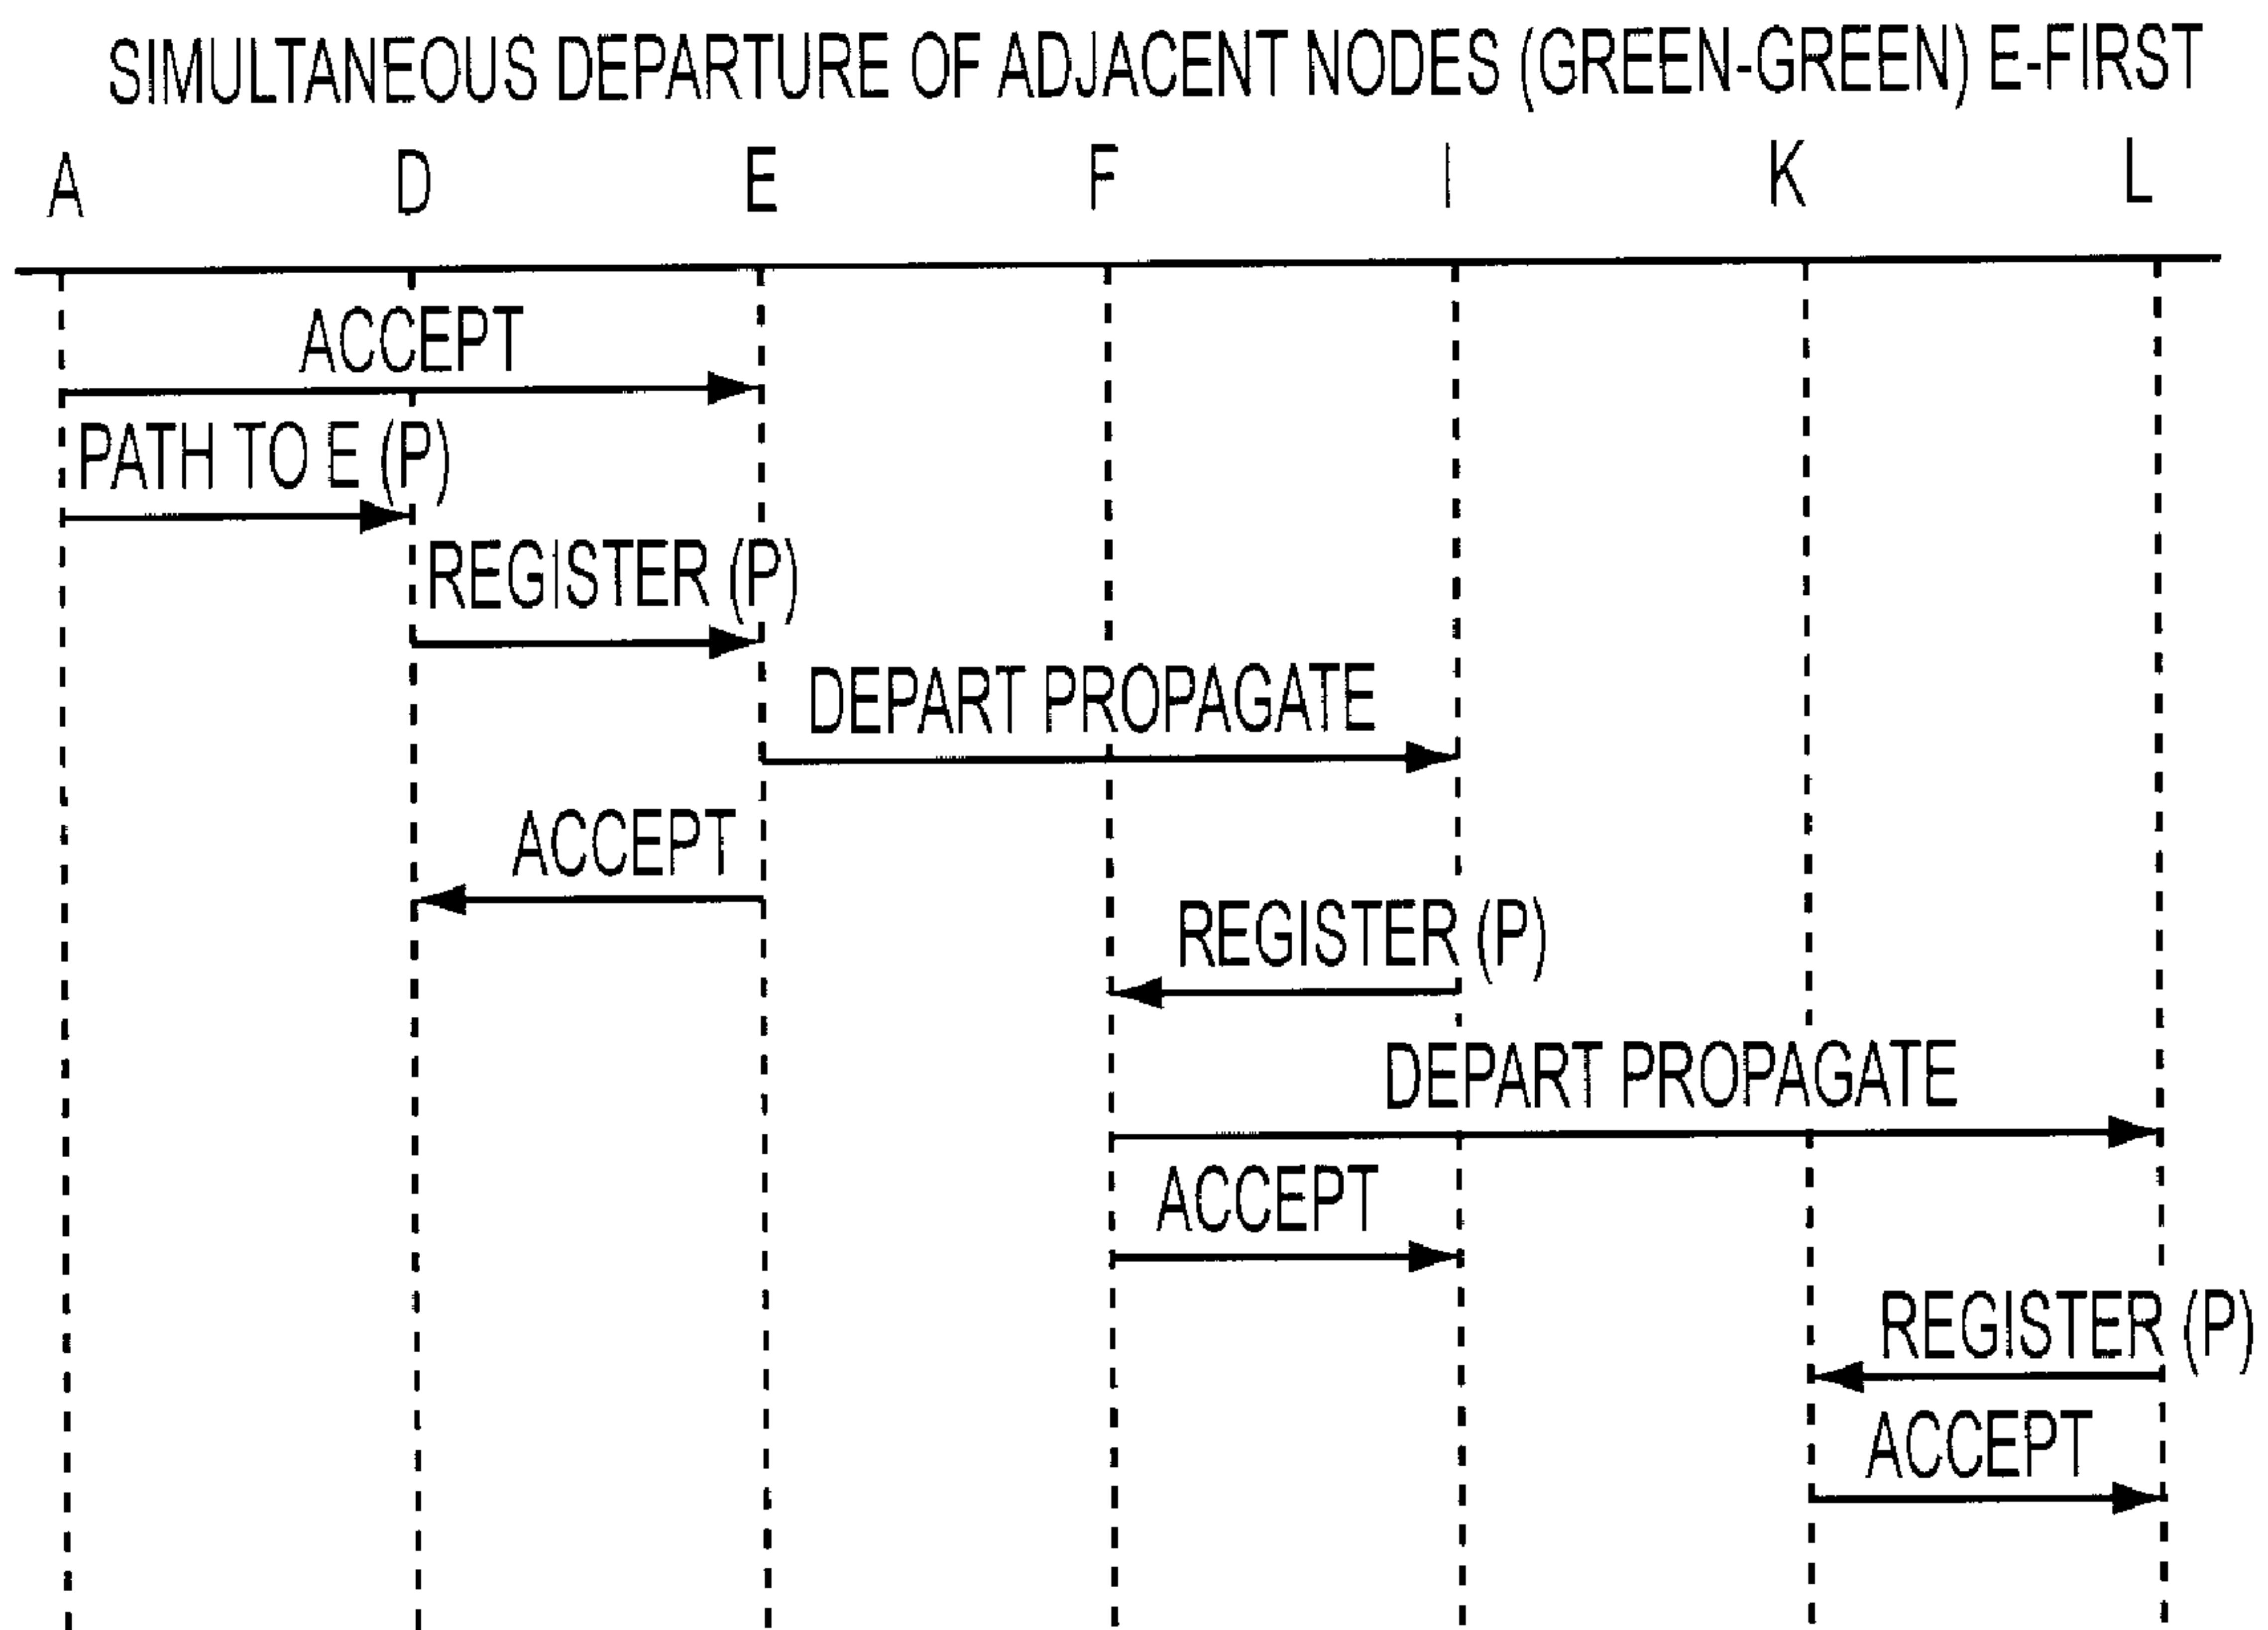 SIMULTANEOUS DEPARTURE OF ADJACENT NODES (GREEN-GREEN) E-FIRST
A D E F I K L
ACCEPT
PATH TO E (P)
REGISTER (P)
DEPART PROPAGATE
ACCEPT
REGISTER (P)
DEPART PROPAGATE
ACCEPT
REGISTER (P)
ACCEPT